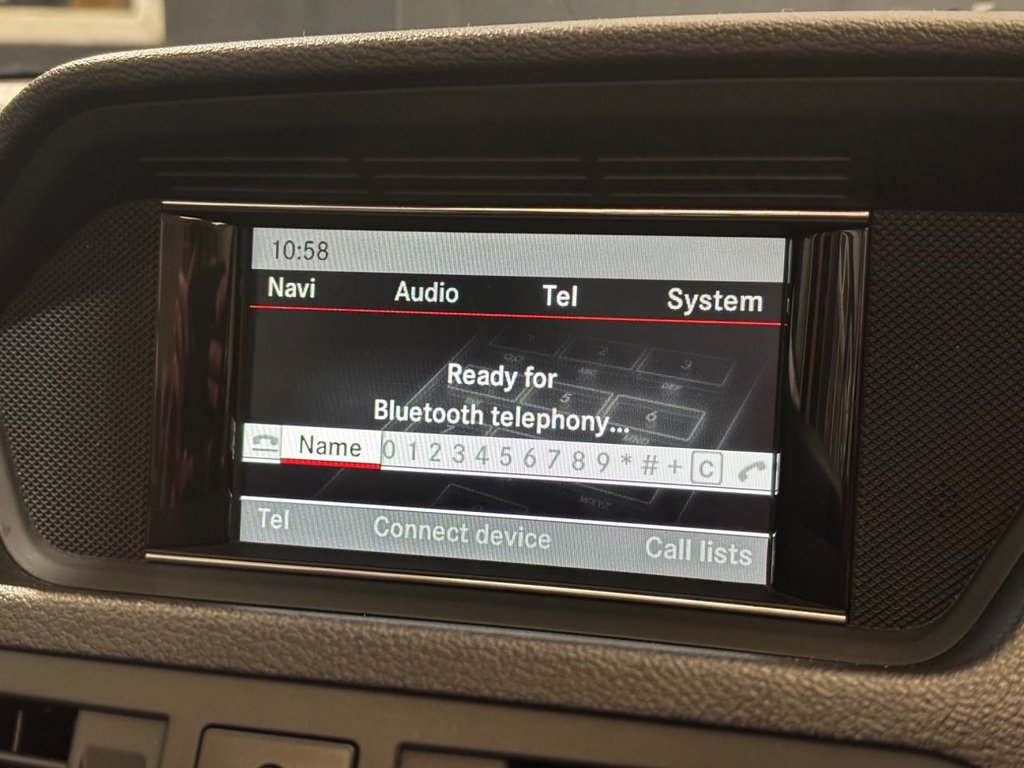 10:58
Navi Audio Tel System
Ready for
Bluetooth telephony...
Name 0 1 2 3 4 5 6 7 8 9 * # + C
Tel Connect device Call lists